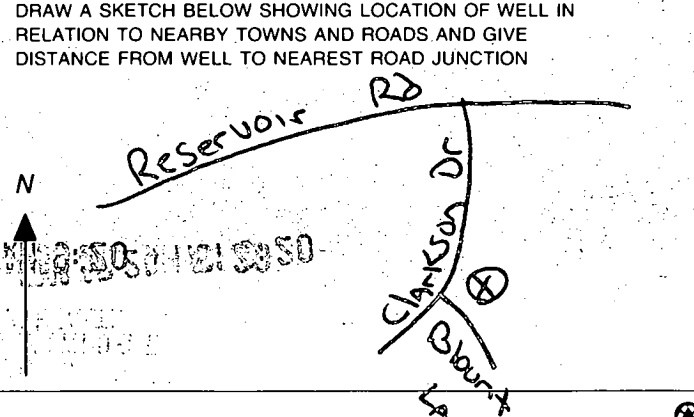 DRAW A SKETCH BELOW SHOWING LOCATION OF WELL IN
RELATION TO NEARBY TOWNS AND ROADS AND GIVE
DISTANCE FROM WELL TO NEAREST ROAD JUNCTION
Reservoir Rd
N
Clarkson Dr
Blount
La